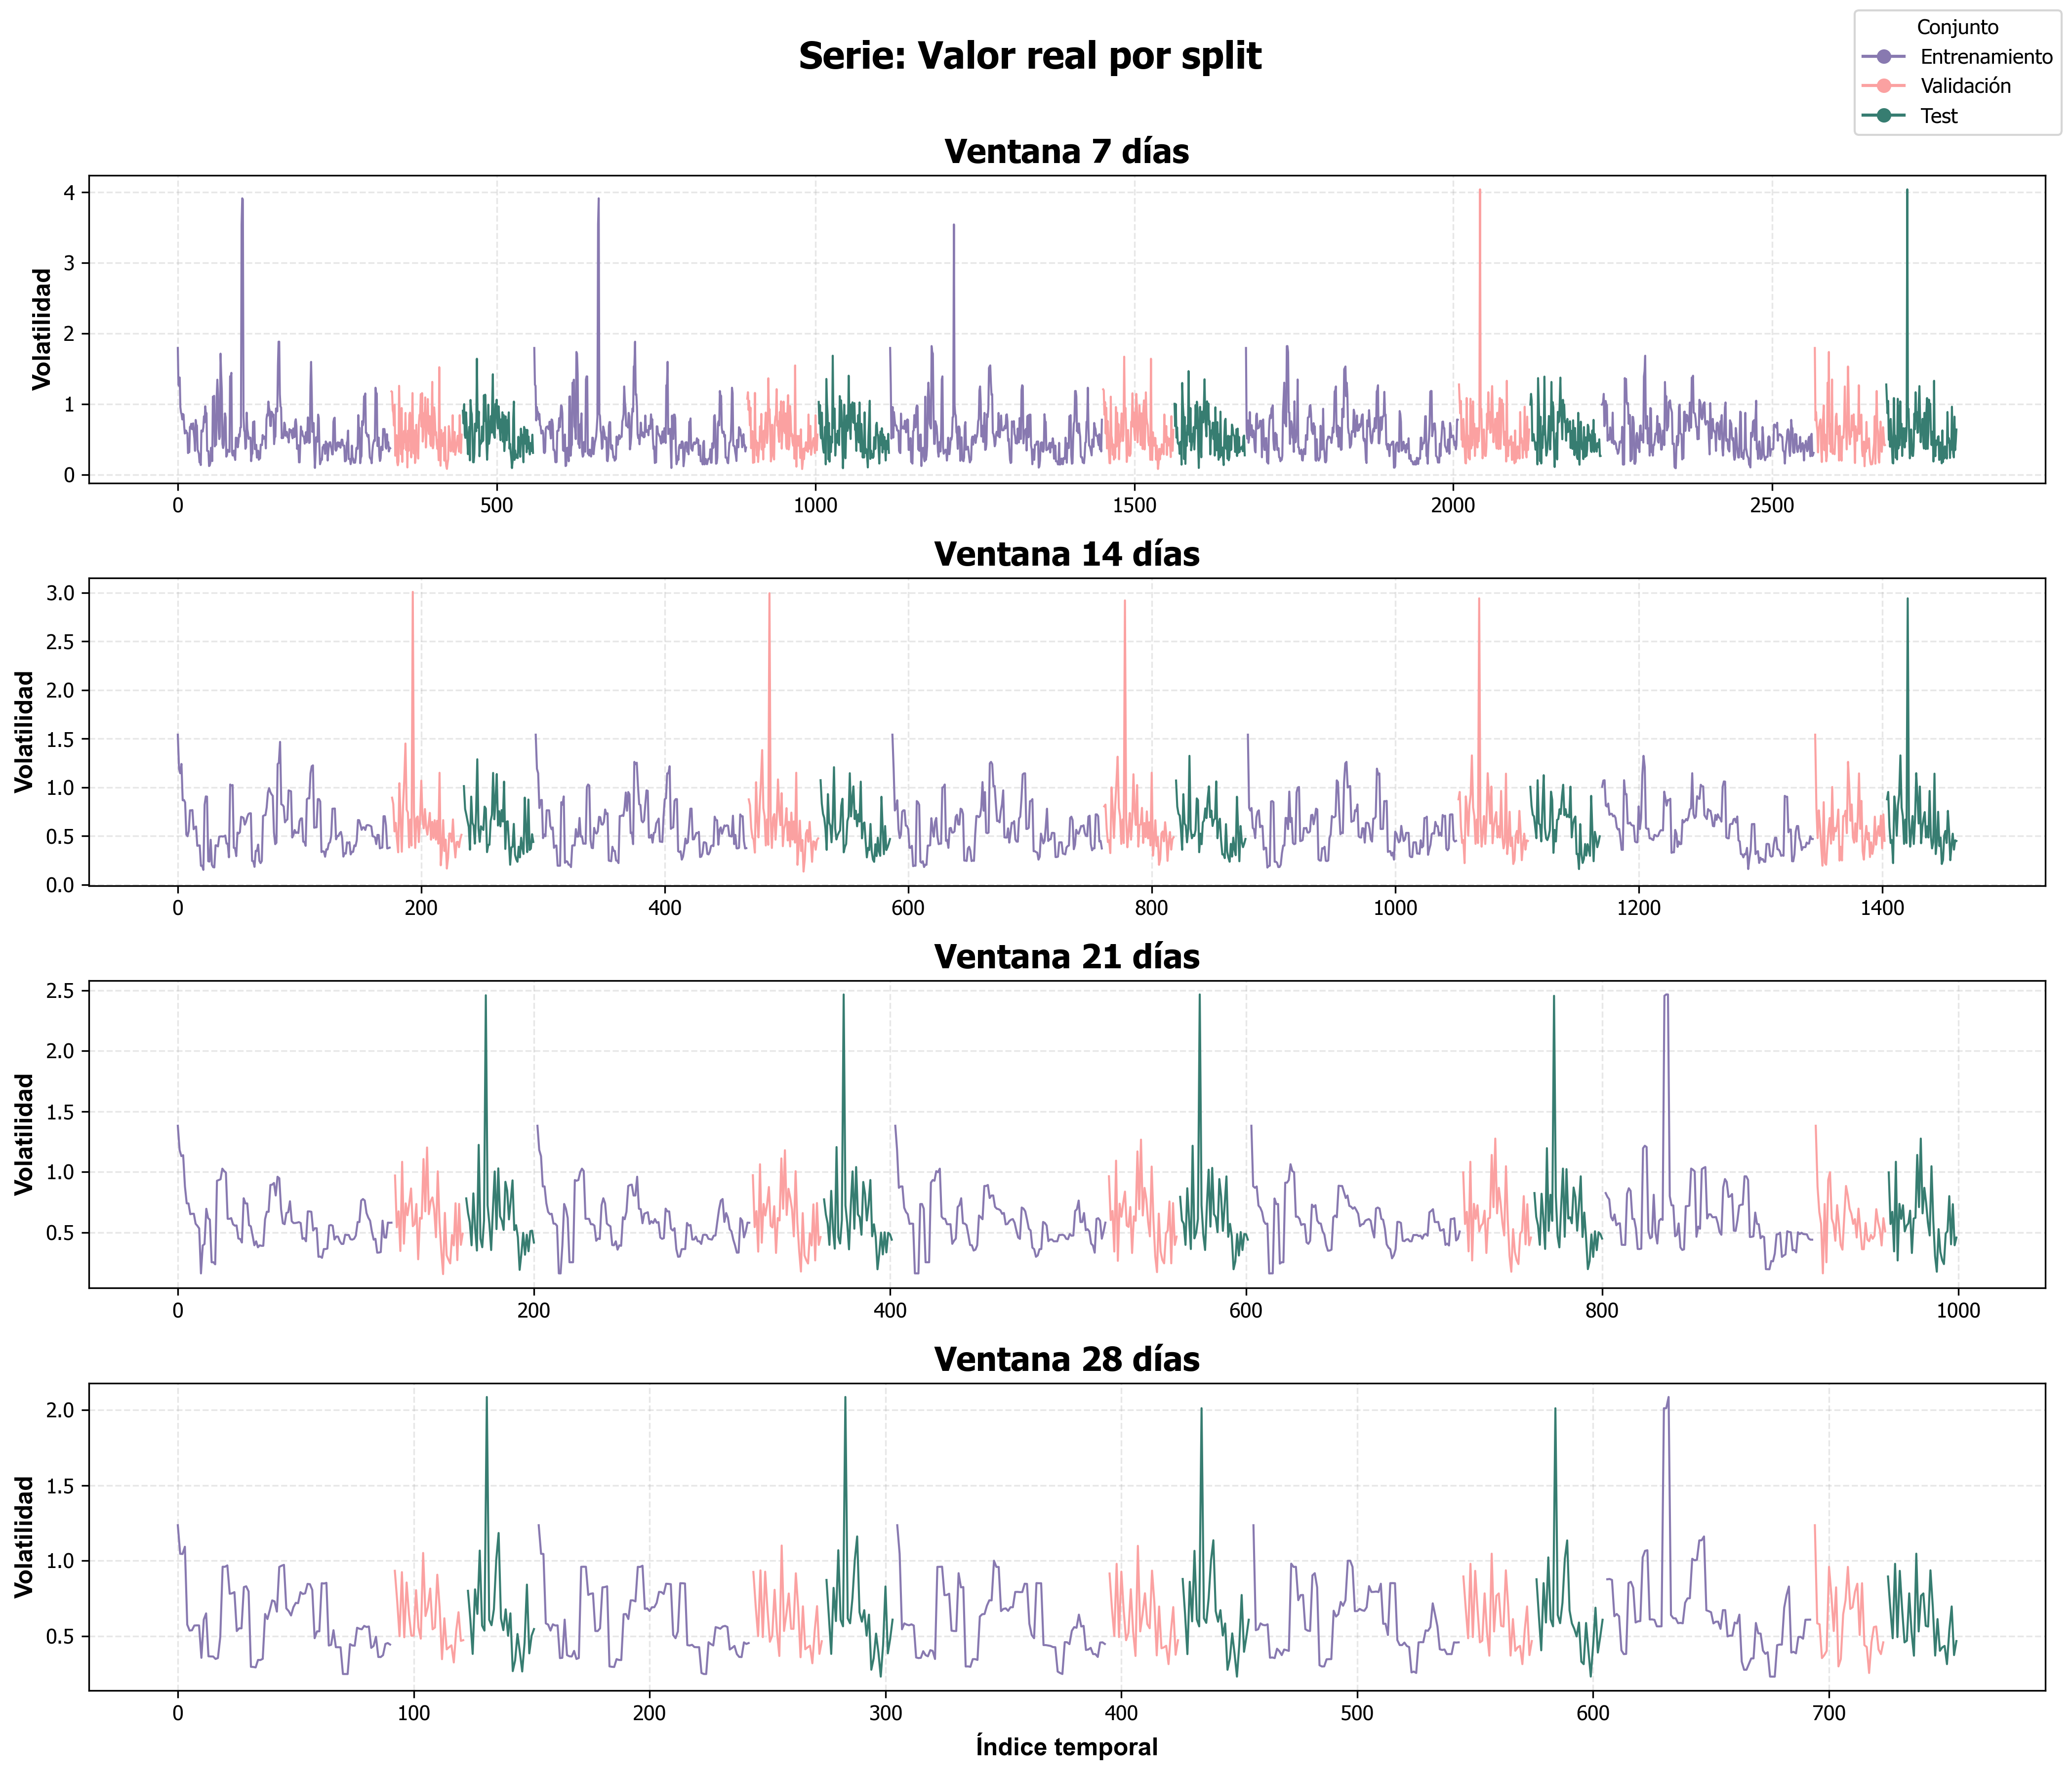 Serie: Valor real por split
Conjunto
Entrenamiento
Validación
Test
Ventana 7 días
Volatilidad
4
3
2
1
0
0 500 1000 1500 2000 2500
Ventana 14 días
Volatilidad
3.0
2.5
2.0
1.5
1.0
0.5
0.0
0 200 400 600 800 1000 1200 1400
Ventana 21 días
Volatilidad
2.5
2.0
1.5
1.0
0.5
0 200 400 600 800 1000
Ventana 28 días
Volatilidad
2.0
1.5
1.0
0.5
0 100 200 300 400 500 600 700
Índice temporal